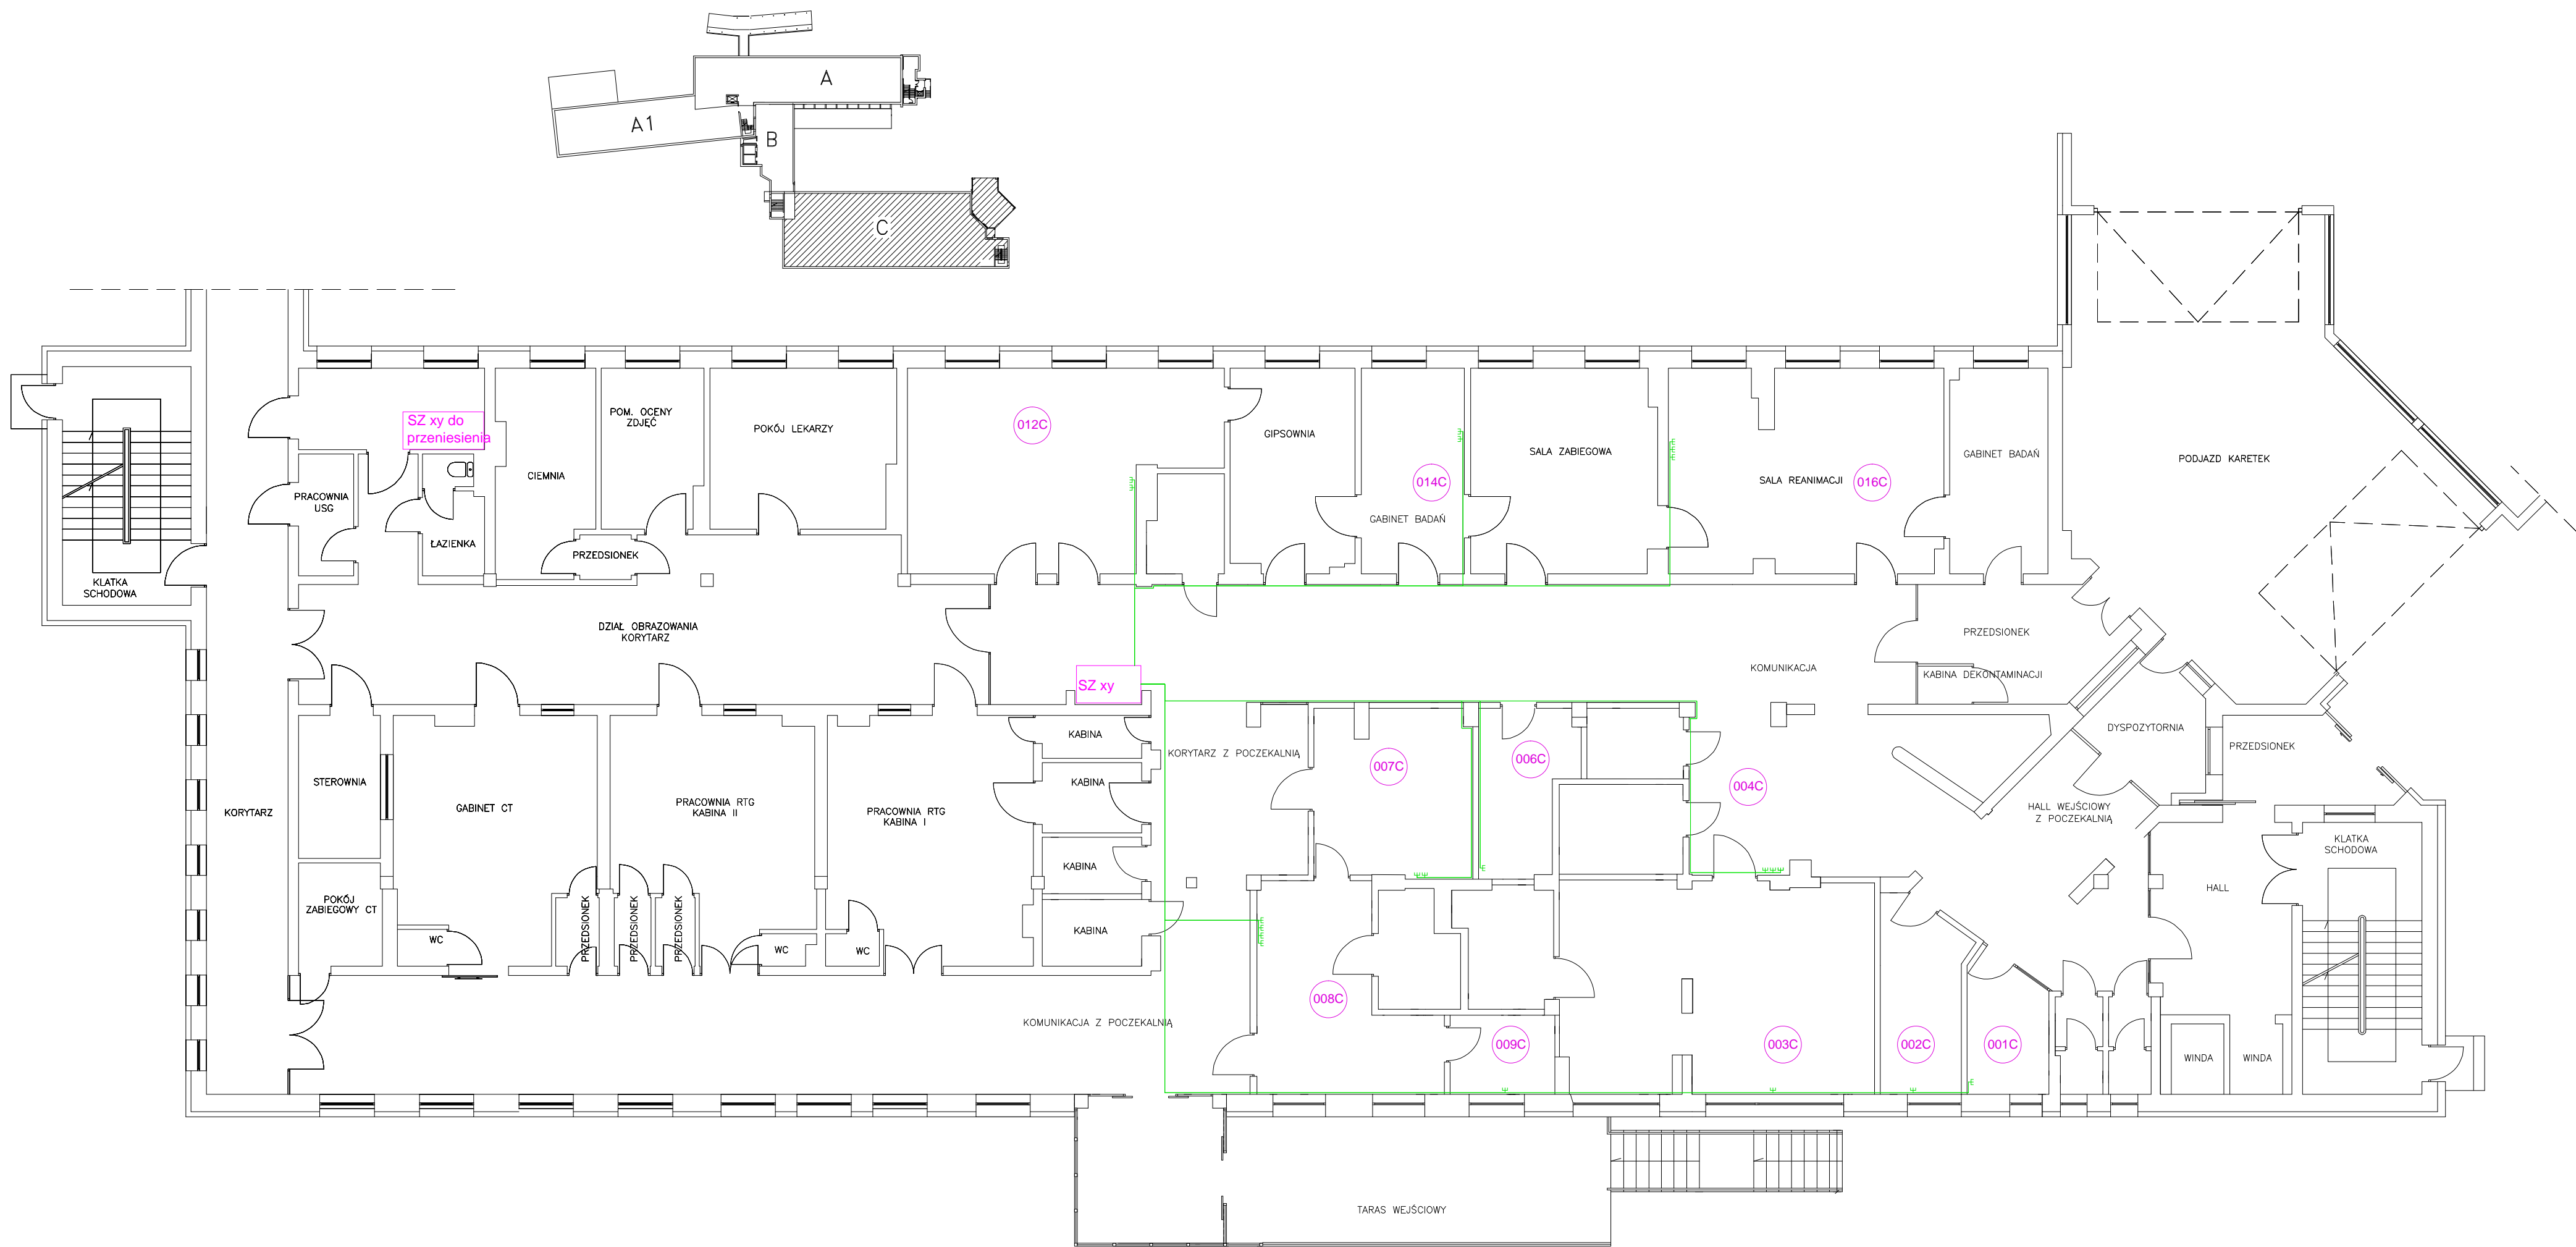 A
A1
B
C
SZ xy do
przeniesienia
012C
POM. OCENY
ZDJĘĆ
POKÓJ LEKARZY
GIPSOWNIA
SALA ZABIEGOWA
GABINET BADAŃ
PODJAZD KARETEK
CIEMNIA
014C
SALA REANIMACJI
016C
PRACOWNIA
USG
GABINET BADAŃ
ŁAZIENKA
PRZEDSIONEK
KLATKA
SCHODOWA
DZIAŁ OBRAZOWANIA
KORYTARZ
PRZEDSIONEK
KOMUNIKACJA
KABINA DEKONTAMINACJI
SZ xy
KABINA
DYSPOZYTORNIA
KORYTARZ Z POCZEKALNIĄ
007C
006C
PRZEDSIONEK
STEROWNIA
KABINA
004C
GABINET CT
PRACOWNIA RTG
KABINA II
PRACOWNIA RTG
KABINA I
KORYTARZ
HALL WEJŚCIOWY
Z POCZEKALNIĄ
KLATKA
SCHODOWA
KABINA
HALL
POKÓJ
ZABIEGOWY CT
PRZEDSIONEK
PRZEDSIONEK
PRZEDSIONEK
KABINA
WC
WC
WC
008C
KOMUNIKACJA Z POCZEKALNIĄ
009C
003C
002C
001C
WINDA
WINDA
TARAS WEJŚCIOWY